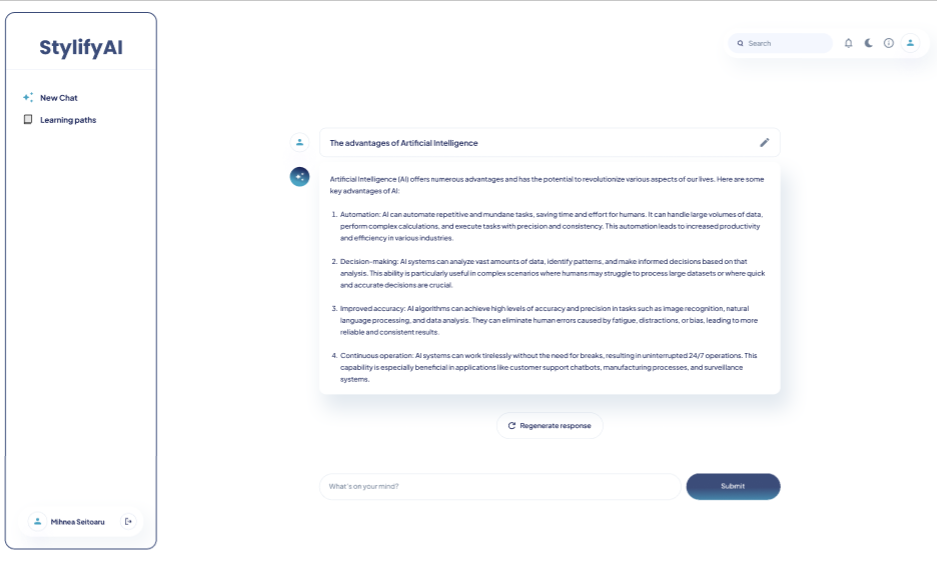 StylifyAI
New Chat
Learning paths
Mihnea Seitoaru
Search
The advantages of Artificial Intelligence
Artificial Intelligence (AI) offers numerous advantages and has the potential to revolutionize various aspects of our lives. Here are some
key advantages of AI:
1. Automation: AI can automate repetitive and mundane tasks, saving time and effort for humans. It can handle large volumes of data,
perform complex calculations, and execute tasks with precision and consistency. This automation leads to increased productivity
and efficiency in various industries.
2. Decision-making: AI systems can analyze vast amounts of data, identify patterns, and make informed decisions based on that
analysis. This ability is particularly useful in complex scenarios where humans may struggle to process large datasets or where quick
and accurate decisions are crucial.
3. Improved accuracy: AI algorithms can achieve high levels of accuracy and precision in tasks such as image recognition, natural
language processing, and data analysis. They can eliminate human errors caused by fatigue, distractions, or bias, leading to more
reliable and consistent results.
4. Continuous operation: AI systems can work tirelessly without the need for breaks, resulting in uninterrupted 24/7 operations. This
capability is especially beneficial in applications like customer support chatbots, manufacturing processes, and surveillance
systems.
Regenerate response
What's on your mind?
Submit